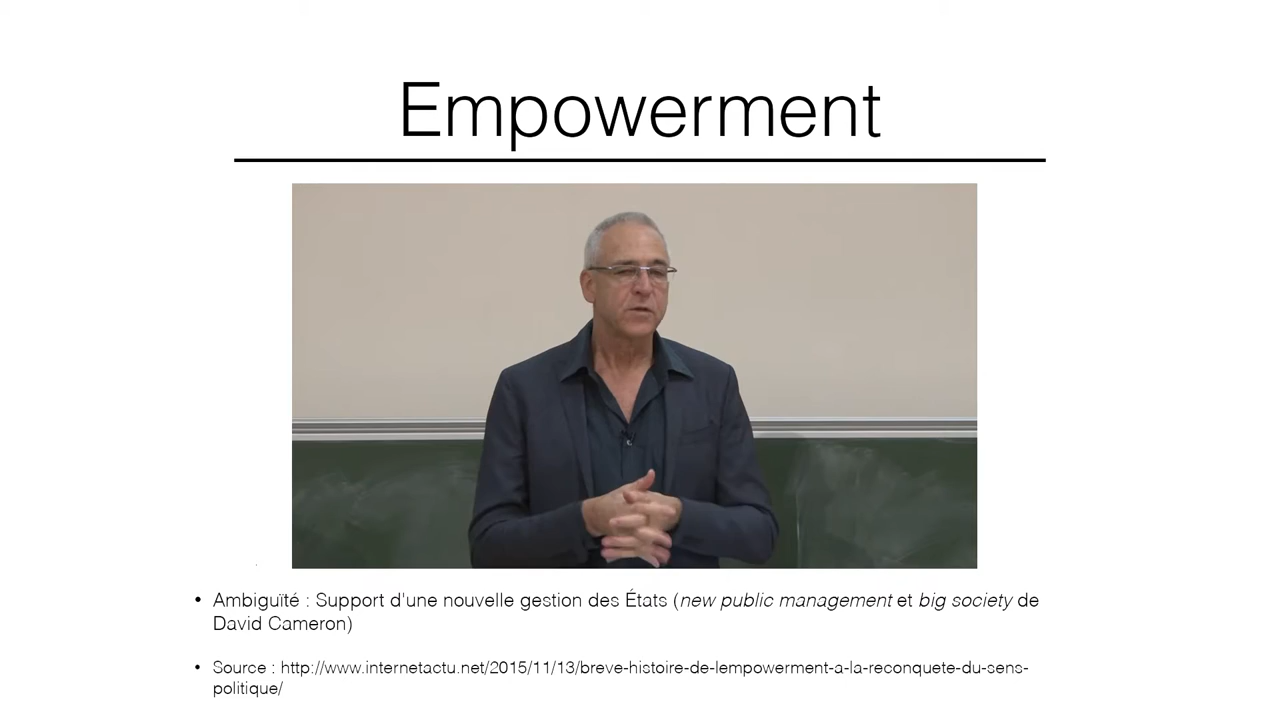 Empowerment
• Ambiguïté : Support d'une nouvelle gestion des États (new public management et big society de
David Cameron)
• Source : http://www.internetactu.net/2015/11/13/breve-histoire-de-lempowerment-a-la-reconquete-du-sens-
politique/